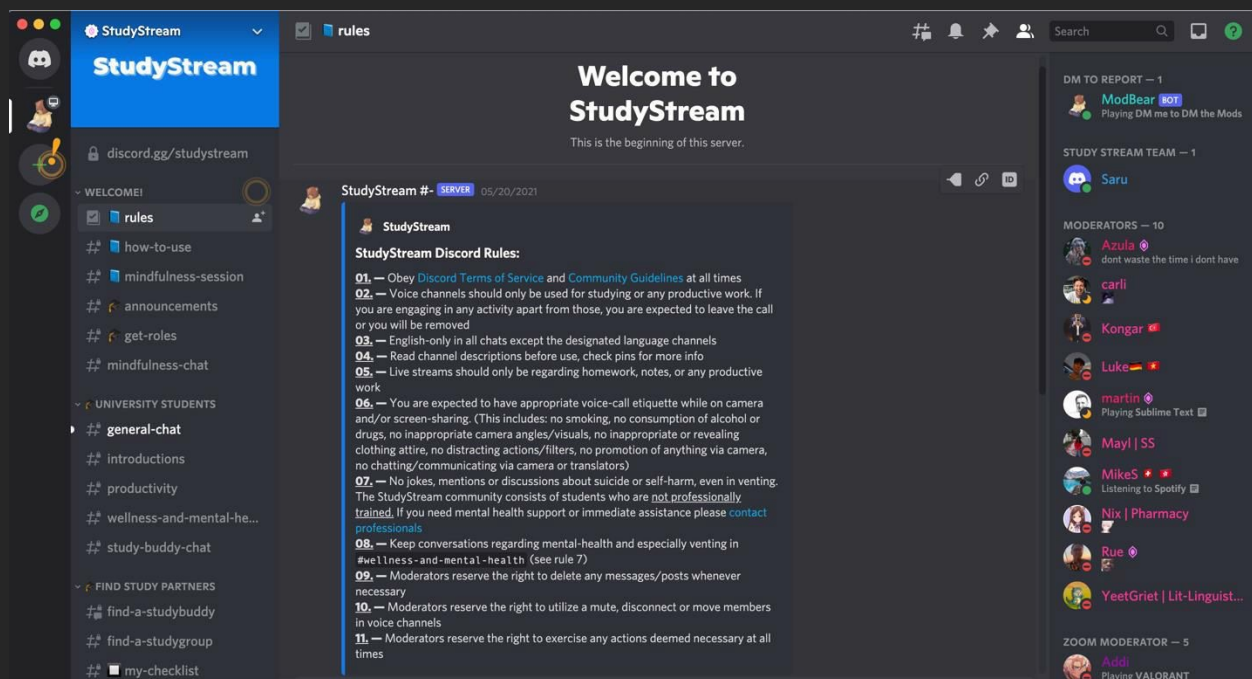 StudyStream
rules
Search
StudyStream
discord.gg/studystream
WELCOME!
rules
how-to-use
mindfulness-session
announcements
get-roles
mindfulness-chat
UNIVERSITY STUDENTS
general-chat
introductions
productivity
wellness-and-mental-he...
study-buddy-chat
FIND STUDY PARTNERS
find-a-studybuddy
find-a-studygroup
my-checklist
Welcome to
StudyStream
This is the beginning of this server.
StudyStream #- SERVER 05/20/2021
ID
StudyStream
StudyStream Discord Rules:
01. — Obey Discord Terms of Service and Community Guidelines at all times
02. — Voice channels should only be used for studying or any productive work. If
you are engaging in any activity apart from those, you are expected to leave the call
or you will be removed
03. — English-only in all chats except the designated language channels
04. — Read channel descriptions before use, check pins for more info
05. — Live streams should only be regarding homework, notes, or any productive
work
06. — You are expected to have appropriate voice-call etiquette while on camera
and/or screen-sharing. (This includes: no smoking, no consumption of alcohol or
drugs, no inappropriate camera angles/visuals, no inappropriate or revealing
clothing attire, no distracting actions/filters, no promotion of anything via camera,
no chatting/communicating via camera or translators)
07. — No jokes, mentions or discussions about suicide or self-harm, even in venting.
The StudyStream community consists of students who are not professionally
trained. If you need mental health support or immediate assistance please contact
professionals
08. — Keep conversations regarding mental-health and especially venting in
#wellness-and-mental-health (see rule 7)
09. — Moderators reserve the right to delete any messages/posts whenever
necessary
10. — Moderators reserve the right to utilize a mute, disconnect or move members
in voice channels
11. — Moderators reserve the right to exercise any actions deemed necessary at all
times
DM TO REPORT — 1
ModBear BOT
Playing DM me to DM the Mods
STUDY STREAM TEAM — 1
Saru
MODERATORS — 10
Azula
dont waste the time i dont have
carli
Kongar
Luke
martin
Playing Sublime Text
Mayl | SS
MikeS
Listening to Spotify
Nix | Pharmacy
Rue
YeetGriet | Lit-Linguist...
ZOOM MODERATOR — 5
Addi
Playing VALORANT